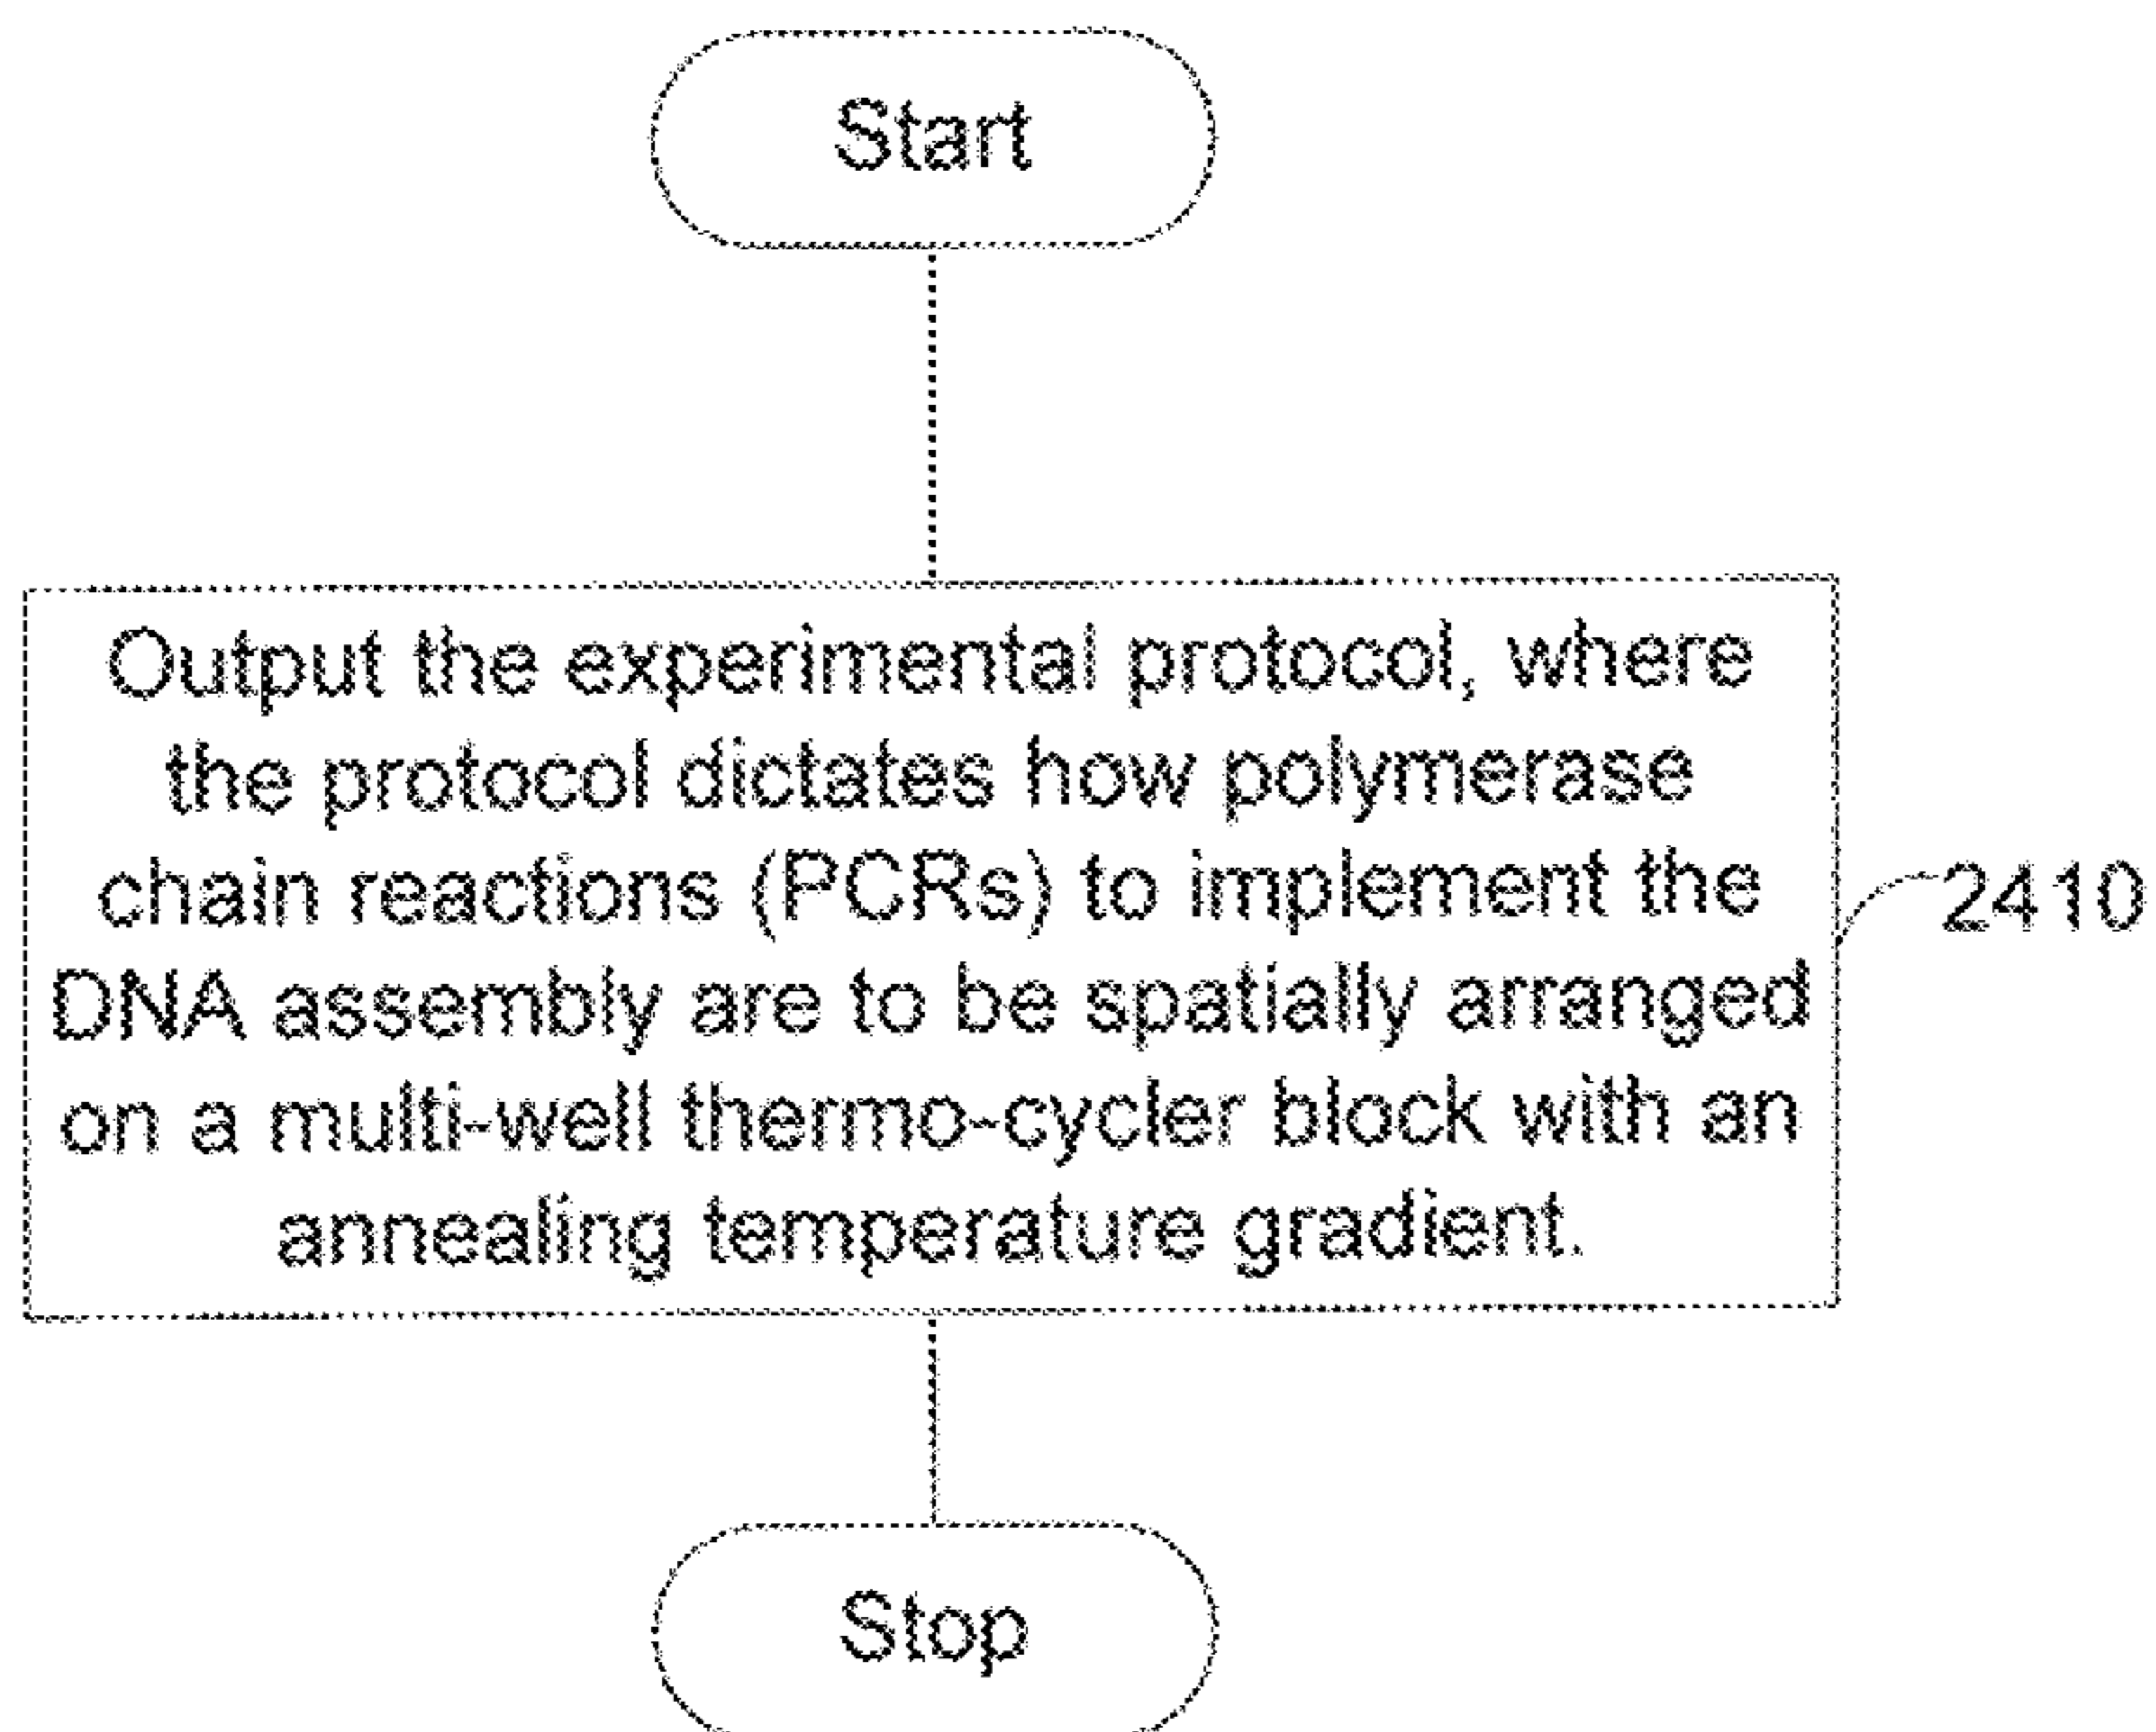 Start
Output the experimental protocol, where
the protocol dictates how polymerase
chain reactions (PCRs) to implement the
DNA assembly are to be spatially arranged
on a multi-well thermo-cycler block with an
annealing temperature gradient.
2410
Stop